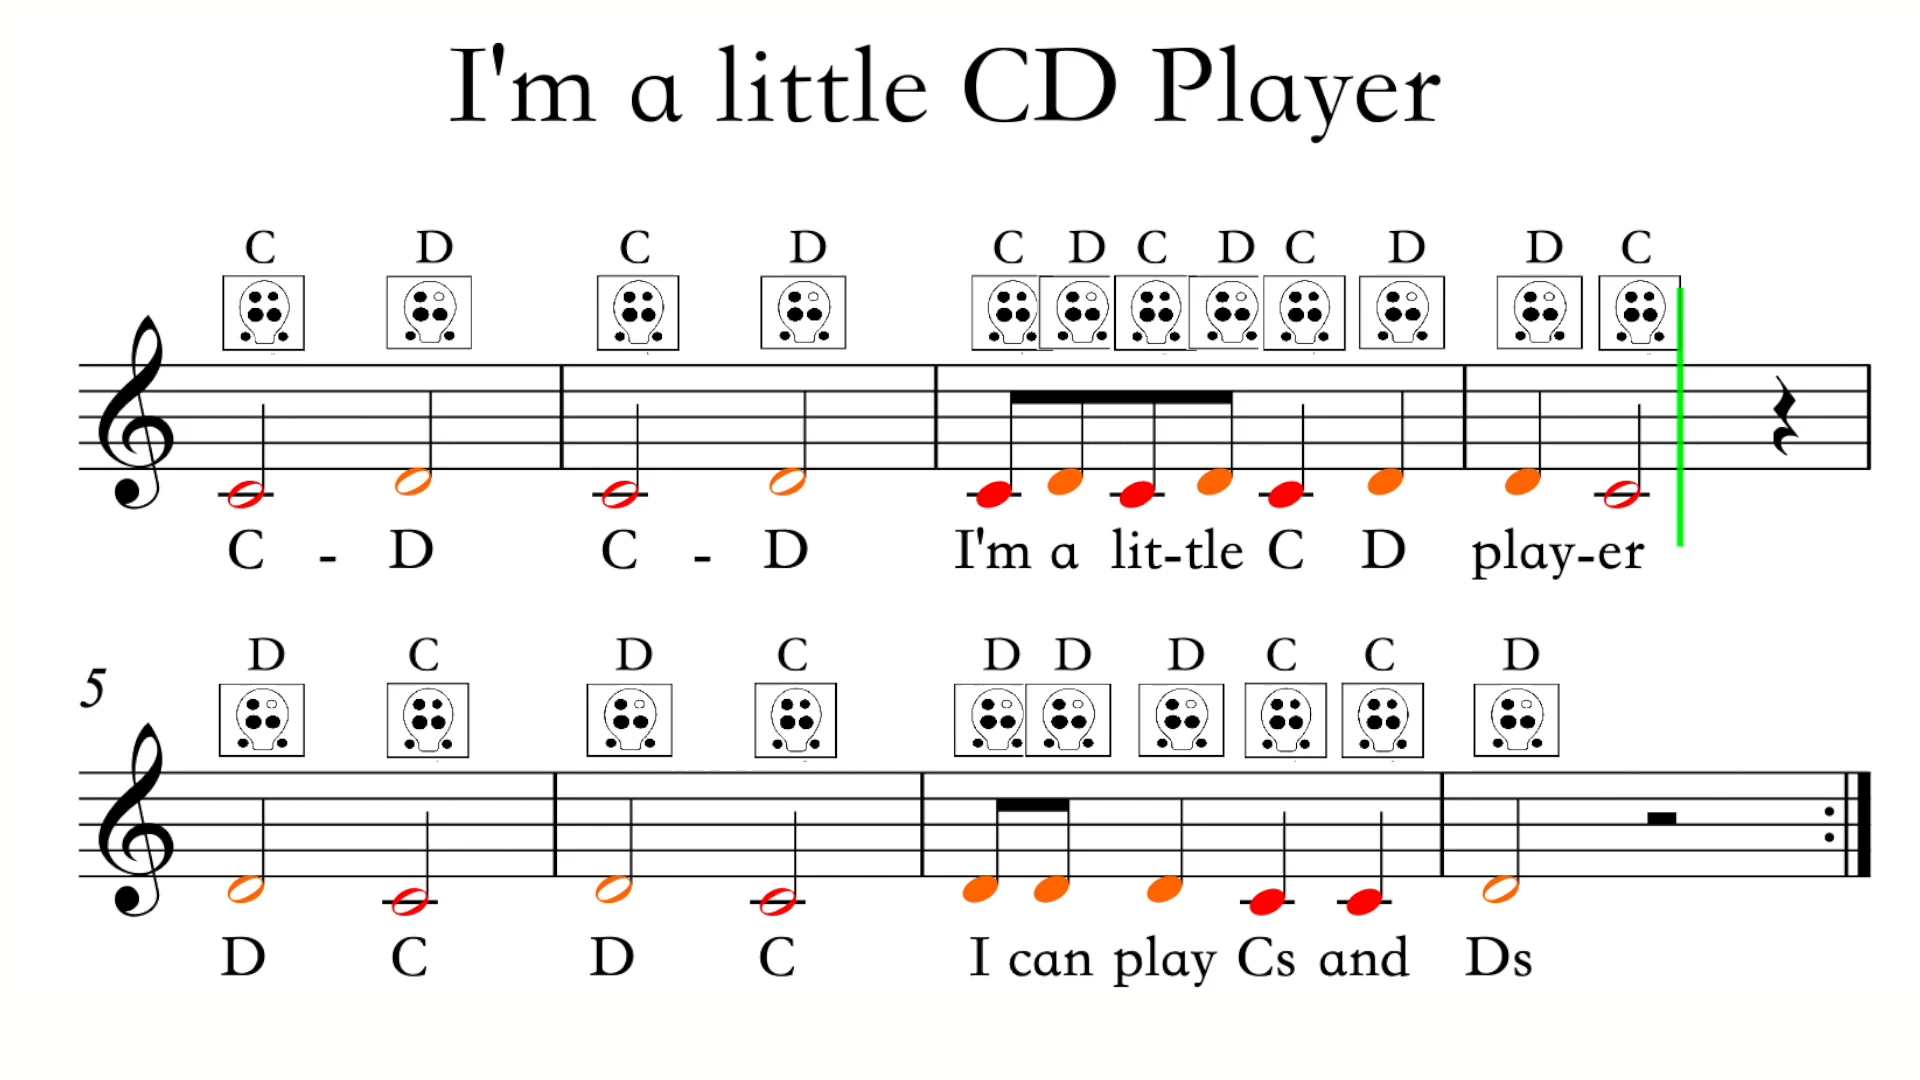 I'm a little CD Player
C D C D C D C D C D D C
C - D C - D I'm a lit-tle C D play-er
D C D C D D D C C D
5
D C D C I can play Cs and Ds